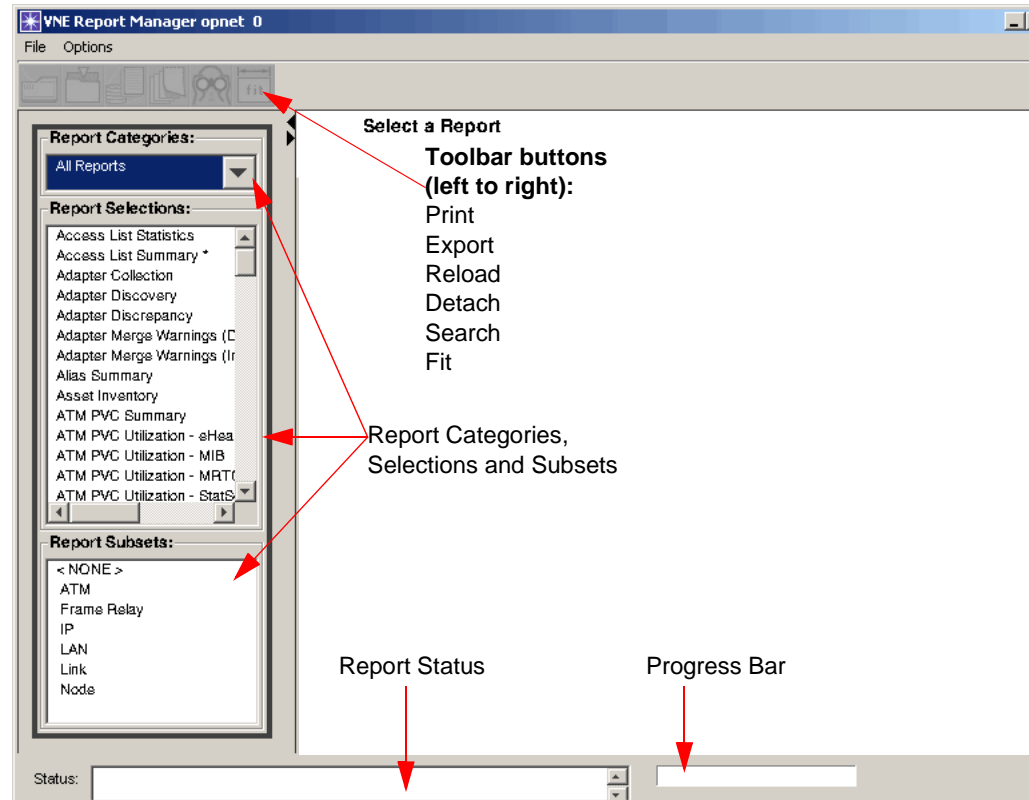 VNE Report Manager opnet 0
File Options
fit
Select a Report
Toolbar buttons
(left to right):
Print
Export
Reload
Detach
Search
Fit
Report Categories:
All Reports
Report Selections:
Access List Statistics
Access List Summary *
Adapter Collection
Adapter Discovery
Adapter Discrepancy
Adapter Merge Warnings (D
Adapter Merge Warnings (In
Alias Summary
Asset Inventory
ATM PVC Summary
ATM PVC Utilization - eHea
ATM PVC Utilization - MIB
ATM PVC Utilization - MRTG
ATM PVC Utilization - StatS
Report Categories,
Selections and Subsets
Report Subsets:
< NONE >
ATM
Frame Relay
IP
LAN
Link
Node
Report Status
Progress Bar
Status: